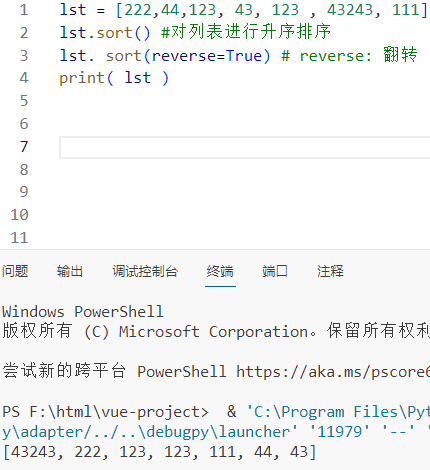 1 lst = [222,44,123, 43, 123 , 43243, 111]
2 lst.sort() #对列表进行升序排序
3 lst. sort(reverse=True) # reverse: 翻转
4 print( lst )
5
6
7
8
9
10
11
问题 输出 调试控制台 终端 端口 注释
Windows PowerShell
版权所有 (C) Microsoft Corporation。保留所有权利
尝试新的跨平台 PowerShell https://aka.ms/pscore6
PS F:\html\vue-project>  & 'C:\Program Files\Pyt
y\adapter/../..\debugpy\launcher' '11979' '--' '
[43243, 222, 123, 123, 111, 44, 43]